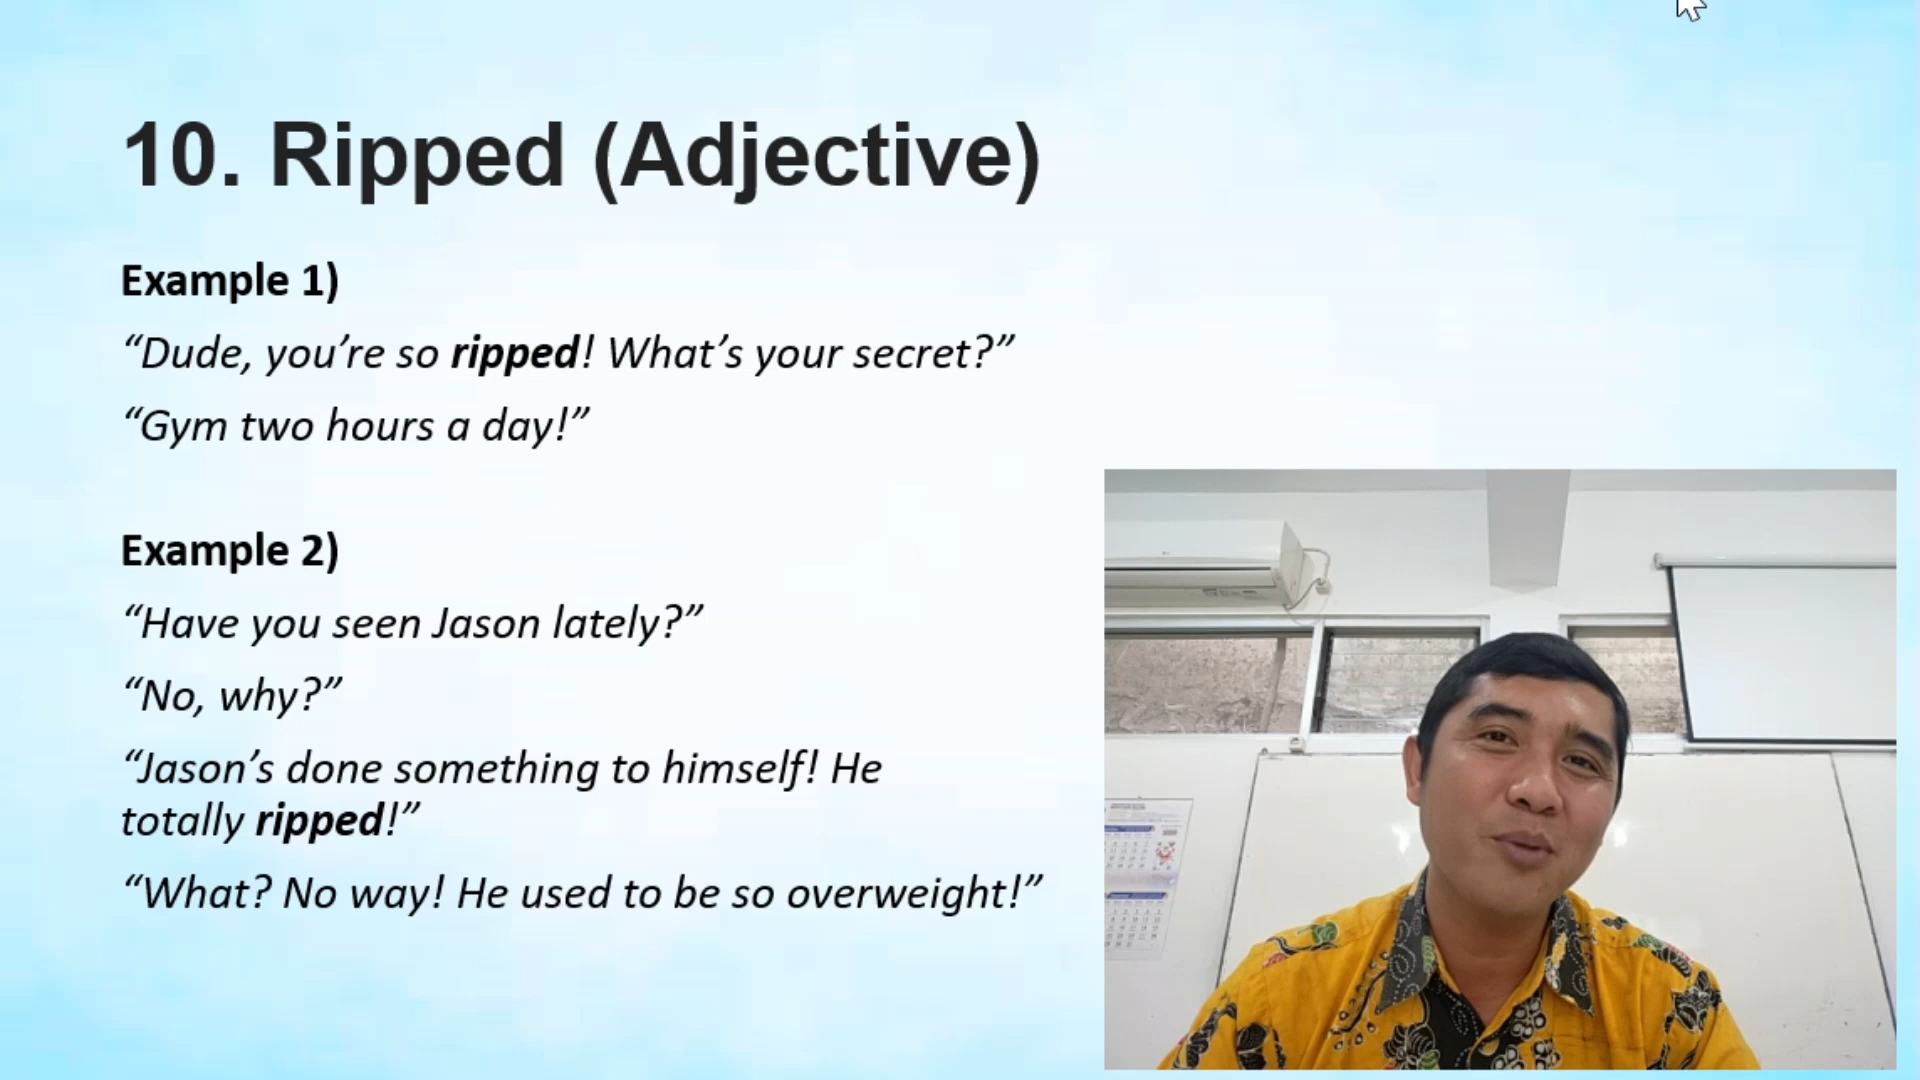 10. Ripped (Adjective)
Example 1)
“Dude, you’re so ripped! What’s your secret?”
“Gym two hours a day!”
Example 2)
“Have you seen Jason lately?”
“No, why?”
“Jason’s done something to himself! He
totally ripped!”
“What? No way! He used to be so overweight!”